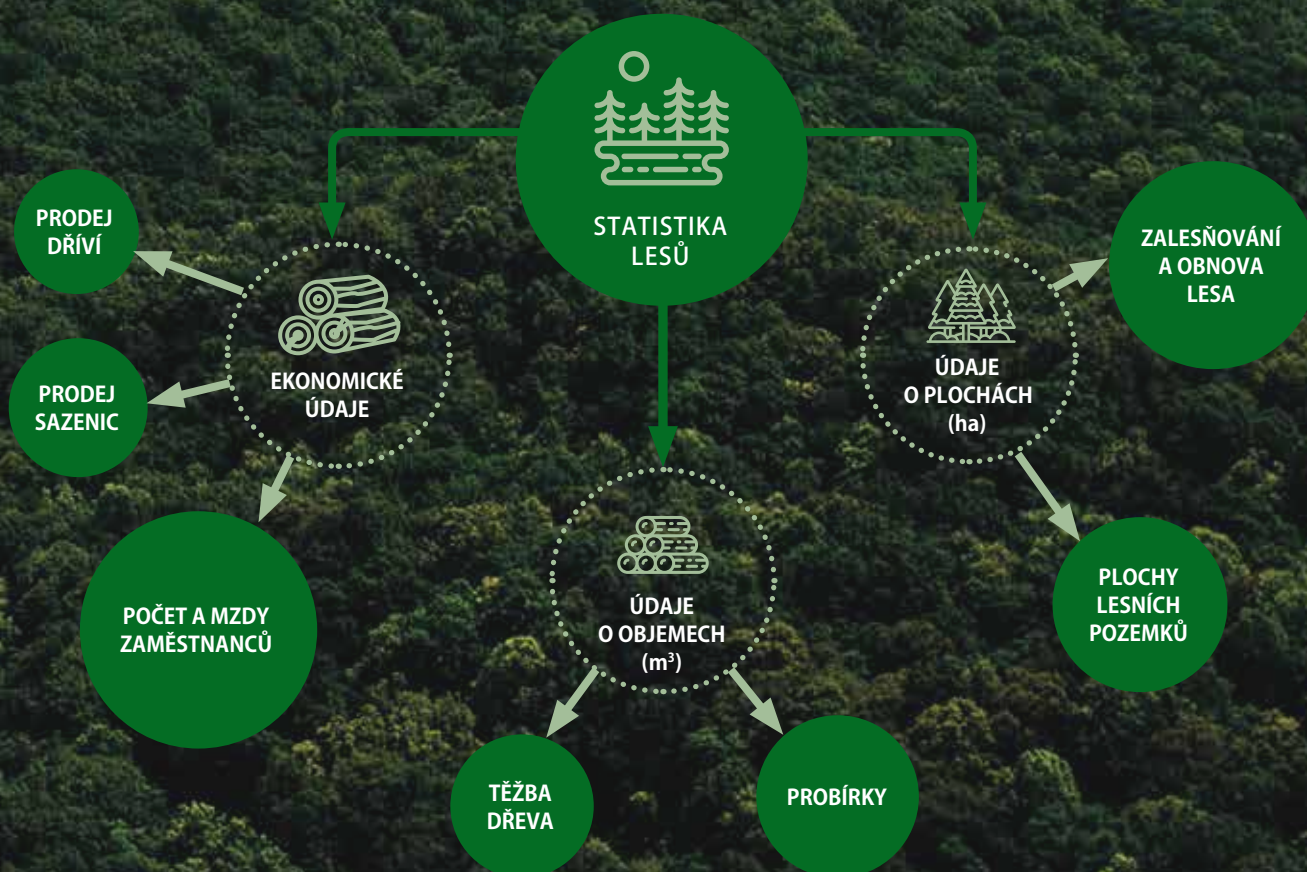 STATISTIKA
LESŮ
PRODEJ
DŘÍVÍ
PRODEJ
SAZENIC
EKONOMICKÉ
ÚDAJE
POČET A MZDY
ZAMĚSTNANCŮ
ÚDAJE
O OBJEMECH
(m³)
TĚŽBA
DŘEVA
PROBÍRKY
ÚDAJE
O PLOCHÁCH
(ha)
ZALESŇOVÁNÍ
A OBNOVA
LESA
PLOCHY
LESNÍCH
POZEMKŮ